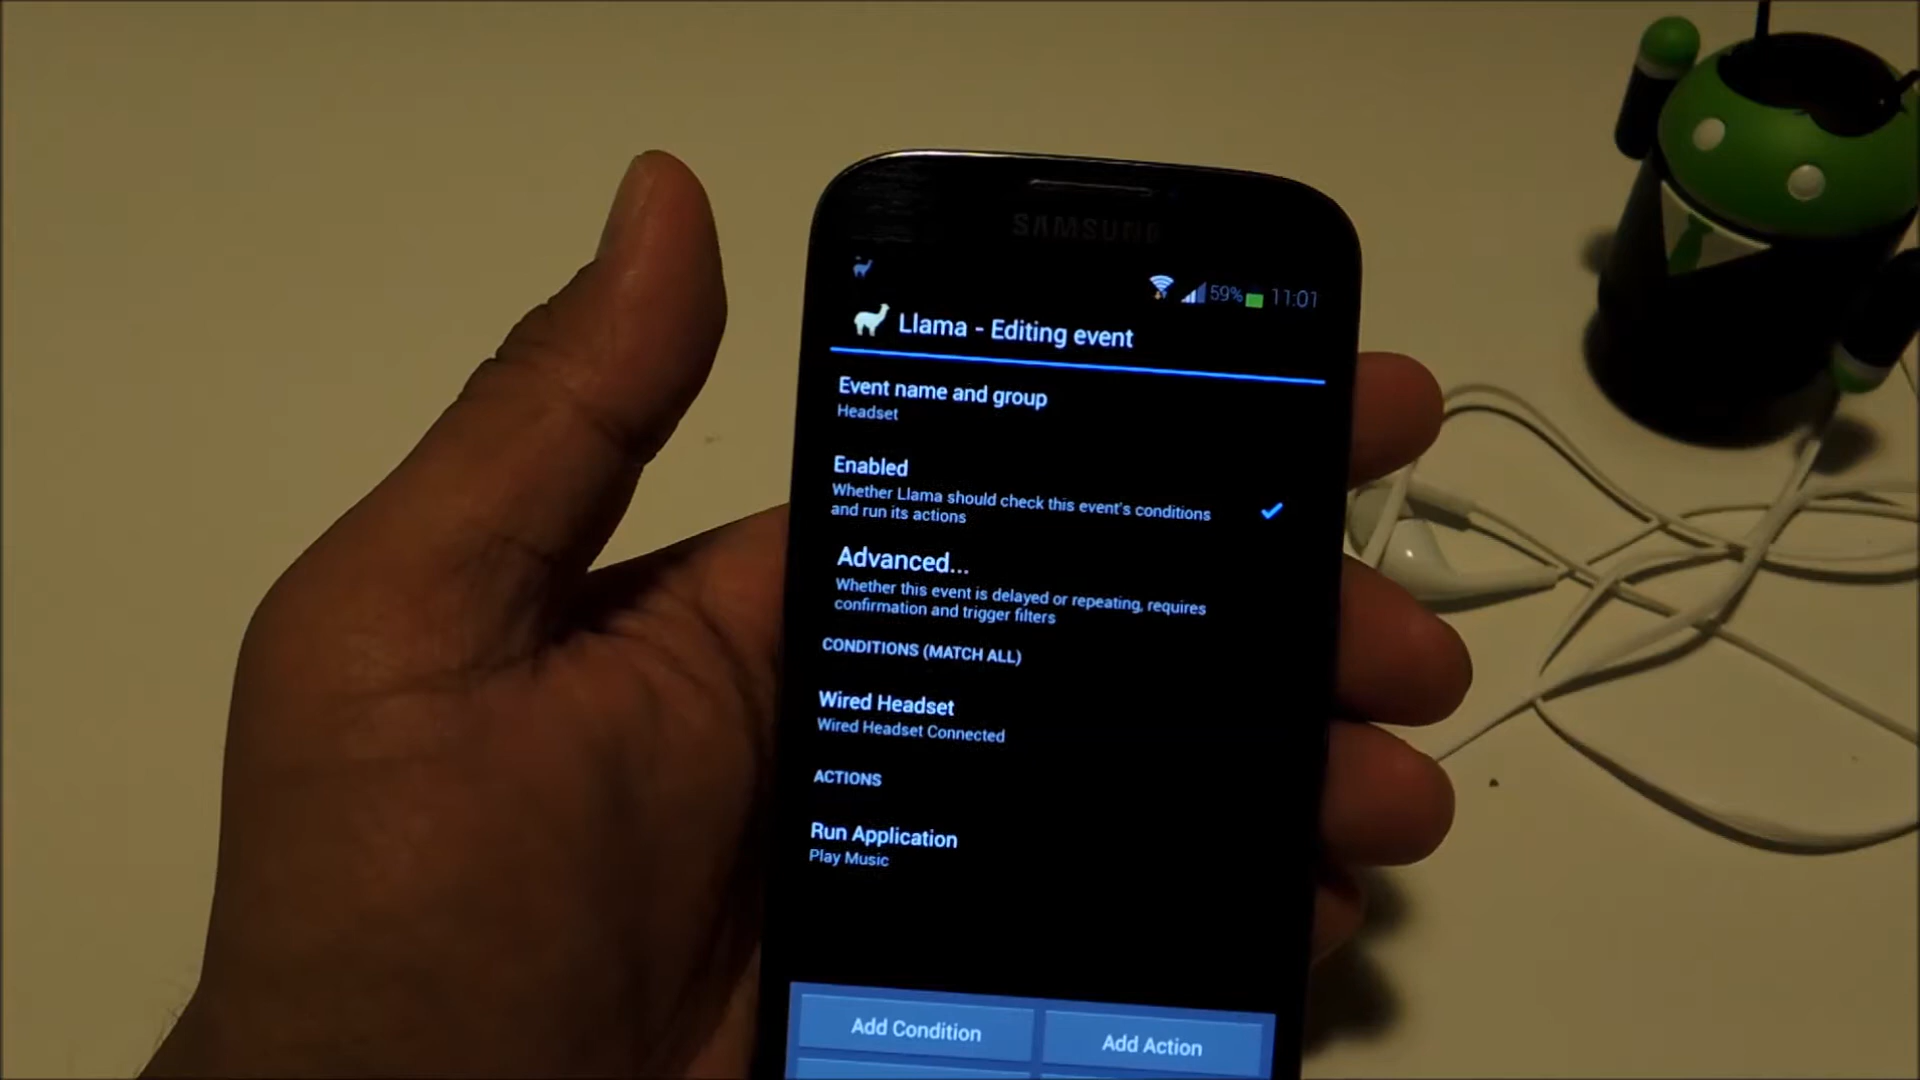 SAMSUNG
59% 11:01
Llama - Editing event
Event name and group
Headset
Enabled
Whether Llama should check this event's conditions
and run its actions
Advanced...
Whether this event is delayed or repeating, requires
confirmation and trigger filters
CONDITIONS (MATCH ALL)
Wired Headset
Wired Headset Connected
ACTIONS
Run Application
Play Music
Add Condition
Add Action